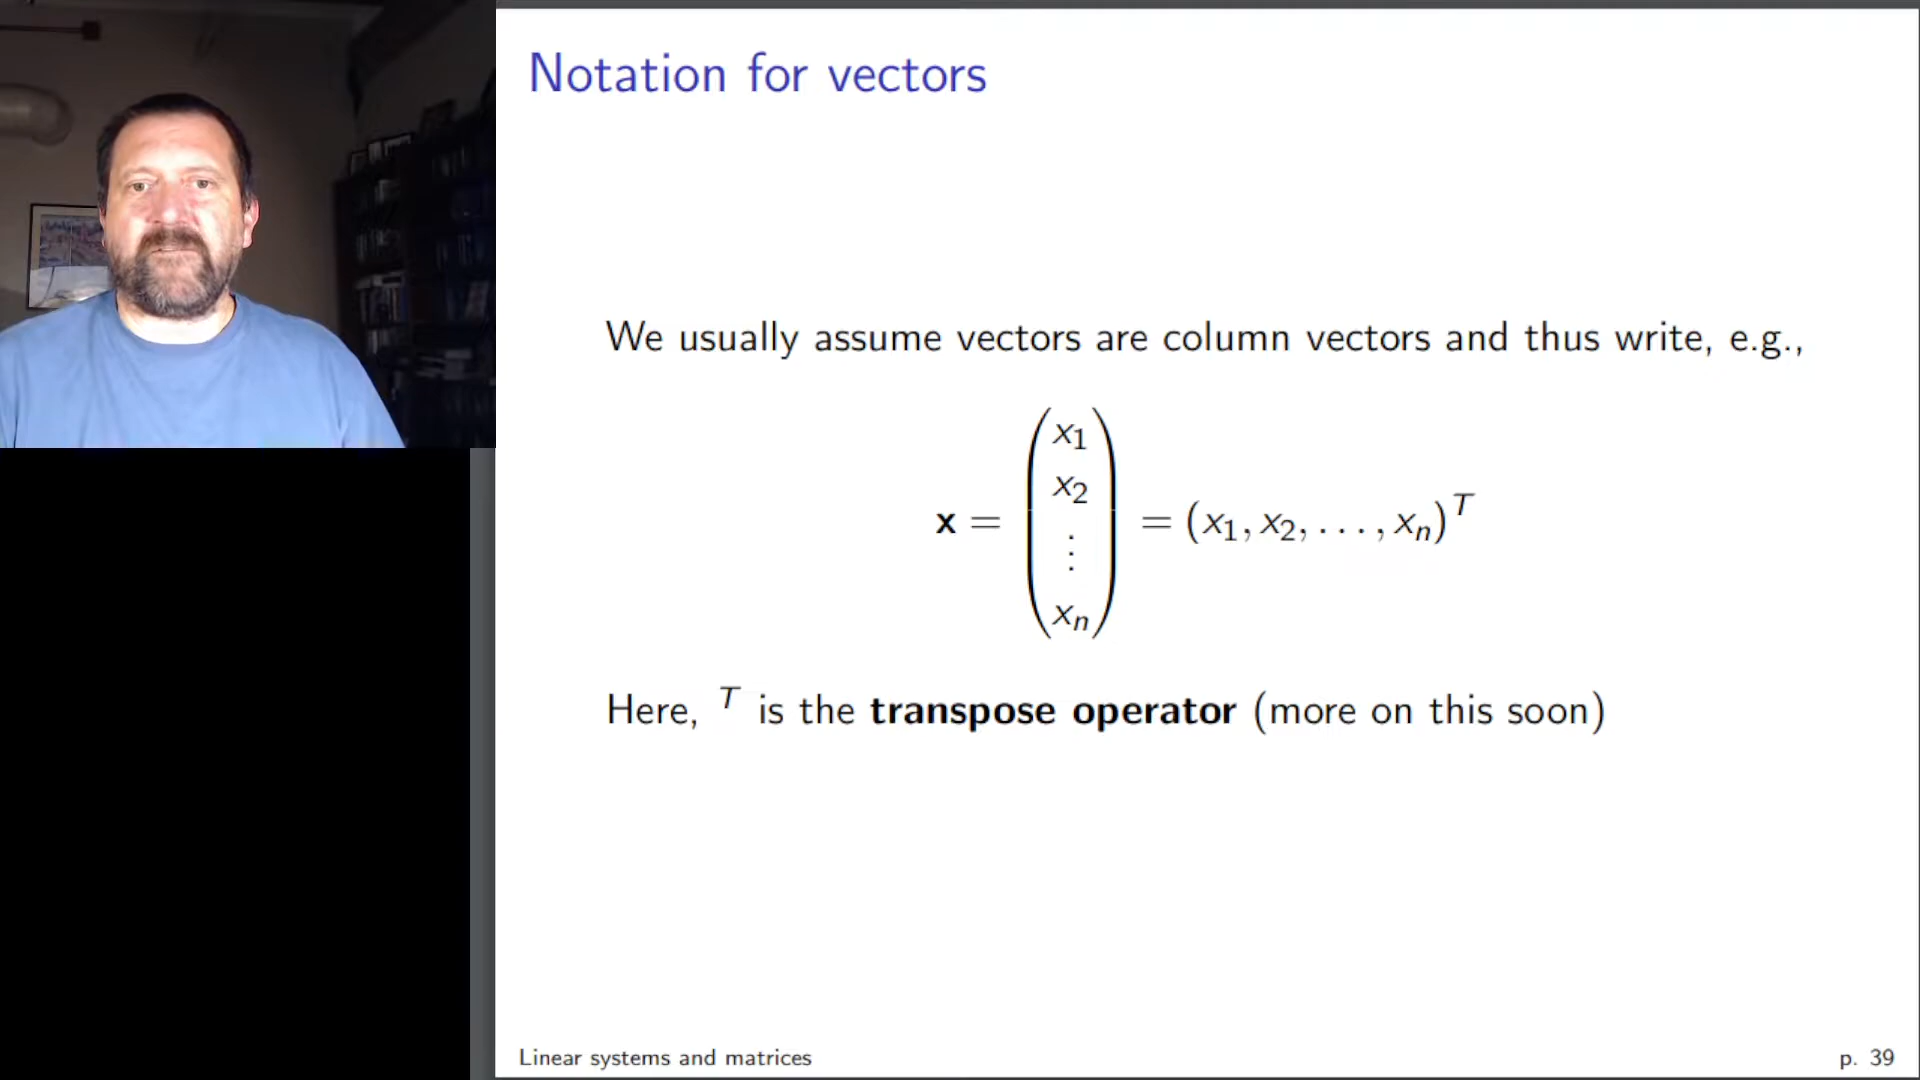 Notation for vectors
We usually assume vectors are column vectors and thus write, e.g.,
x = (x₁ x₂ ⋮ xₙ) = (x₁, x₂, . . . , xₙ)ᵀ
Here, ᵀ is the transpose operator (more on this soon)
Linear systems and matrices p. 39